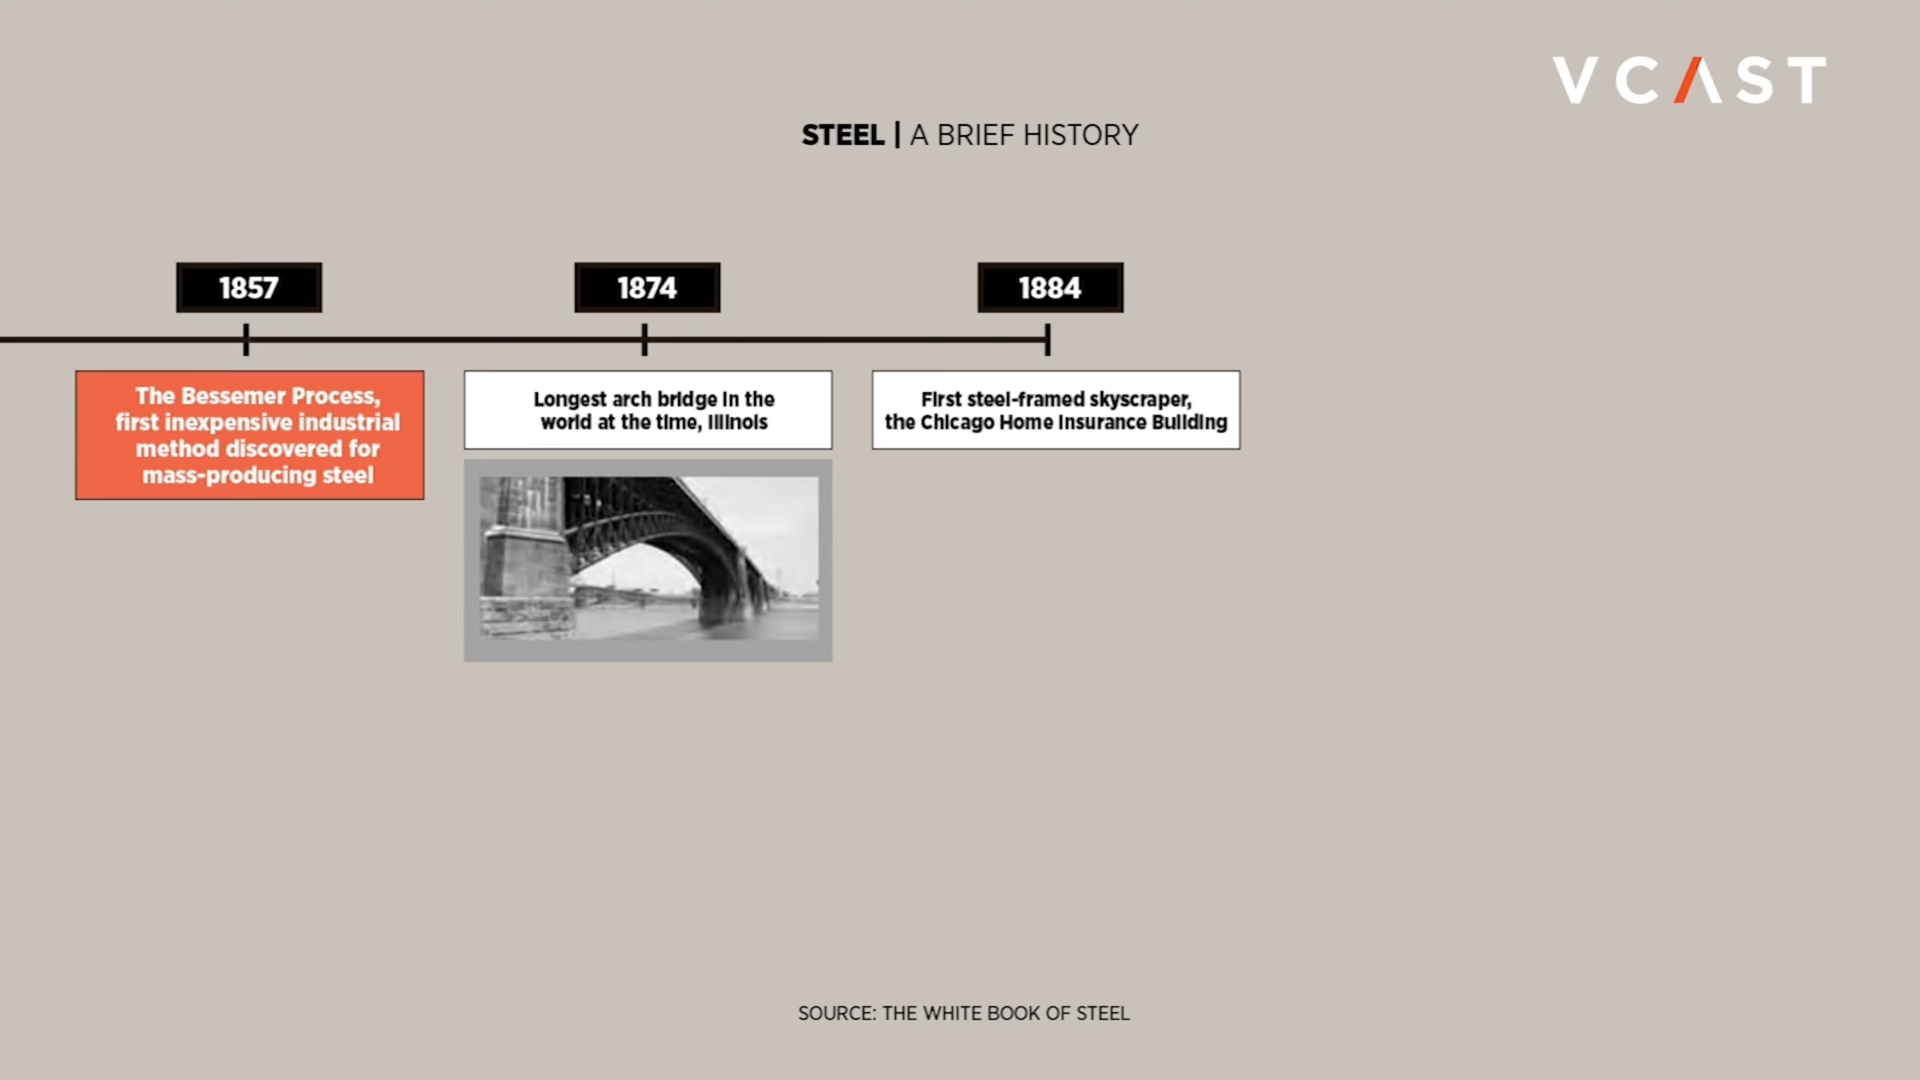 VCAST
STEEL | A BRIEF HISTORY
1857
1874
1884
The Bessemer Process,
first inexpensive industrial
method discovered for
mass-producing steel
Longest arch bridge in the
world at the time, Illinois
First steel-framed skyscraper,
the Chicago Home Insurance Building
SOURCE: THE WHITE BOOK OF STEEL